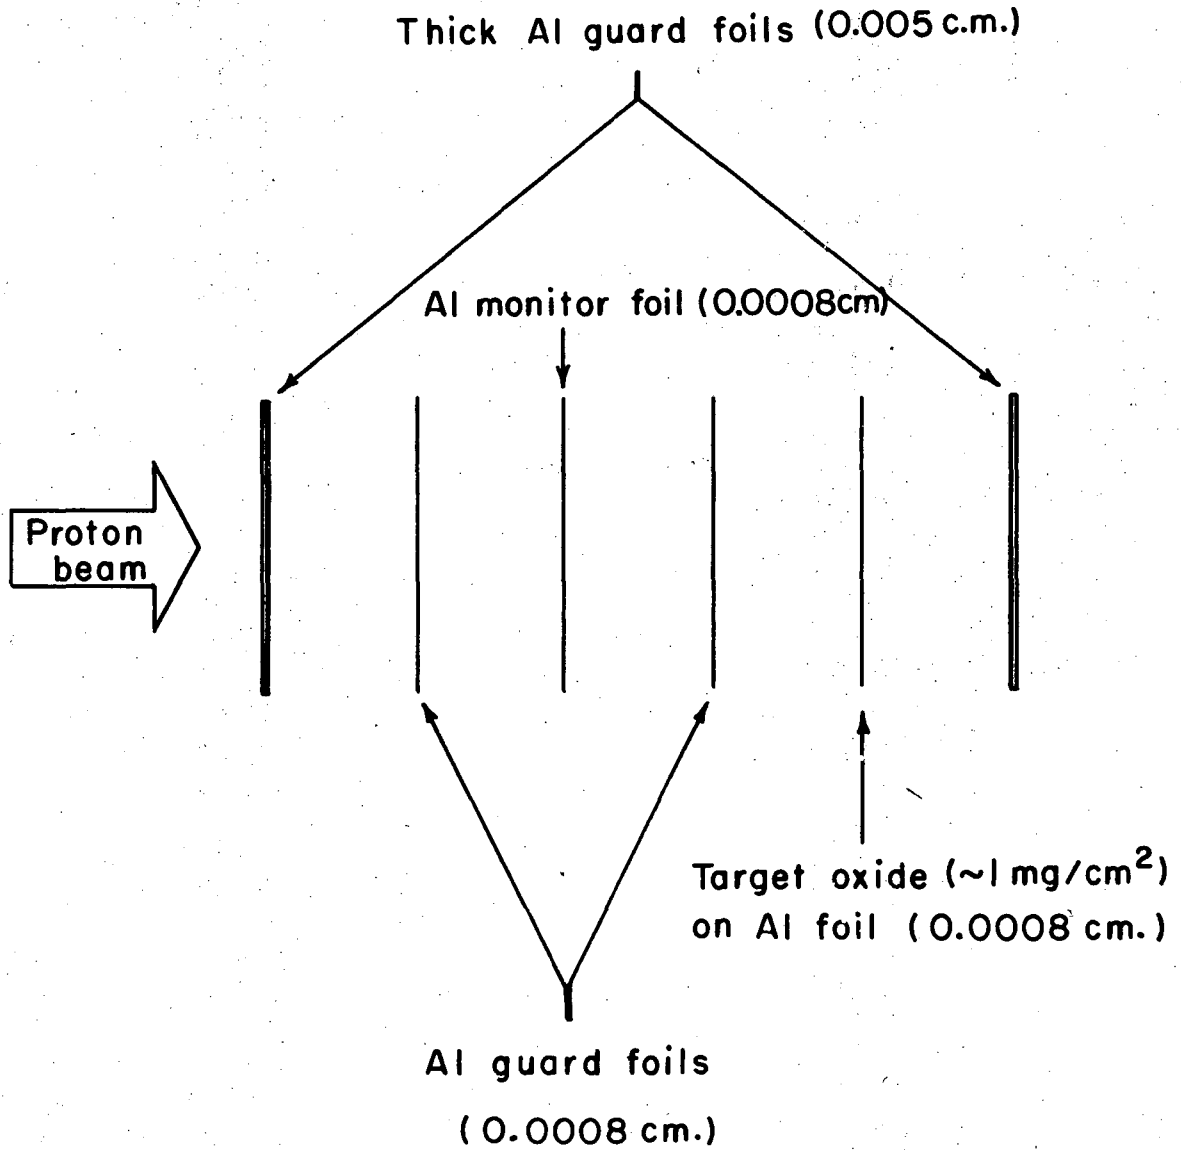 Thick Al guard foils (0.005 c.m.)
Al monitor foil (0.0008cm)
Proton
beam
Target oxide (~1 mg/cm²)
on Al foil (0.0008 cm.)
Al guard foils
(0.0008 cm.)